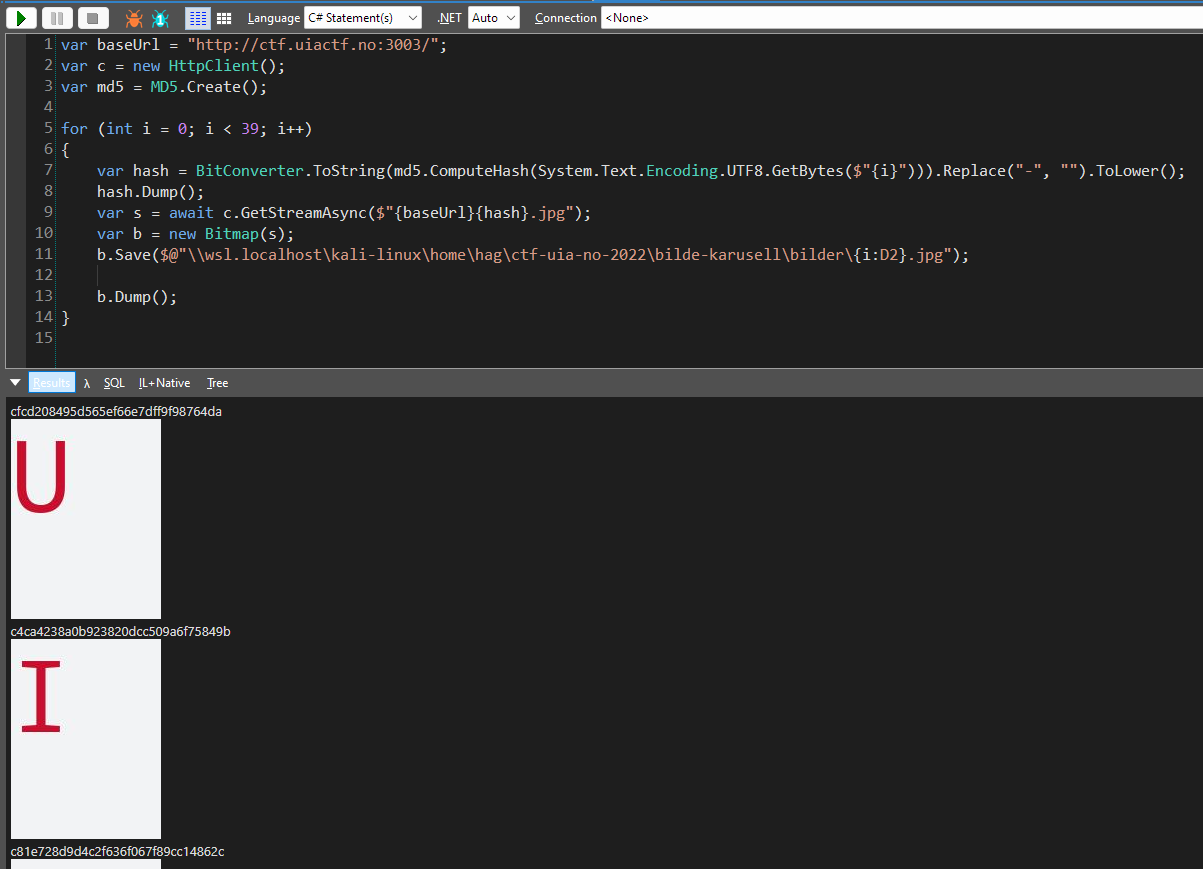 Language C# Statement(s) .NET Auto Connection <None>
1 var baseUrl = "http://ctf.uiactf.no:3003/";
2 var c = new HttpClient();
3 var md5 = MD5.Create();
4
5 for (int i = 0; i < 39; i++)
6 {
7 var hash = BitConverter.ToString(md5.ComputeHash(System.Text.Encoding.UTF8.GetBytes($"{i}"))).Replace("-", "").ToLower();
8 hash.Dump();
9 var s = await c.GetStreamAsync($"{baseUrl}{hash}.jpg");
10 var b = new Bitmap(s);
11 b.Save($@"\\wsl.localhost\kali-linux\home\hag\ctf-uia-no-2022\bilde-karusell\bilder\{i:D2}.jpg");
12
13 b.Dump();
14 }
15
Results λ SQL IL+Native Tree
cfcd208495d565ef66e7dff9f98764da
U
c4ca4238a0b923820dcc509a6f75849b
I
c81e728d9d4c2f636f067f89cc14862c